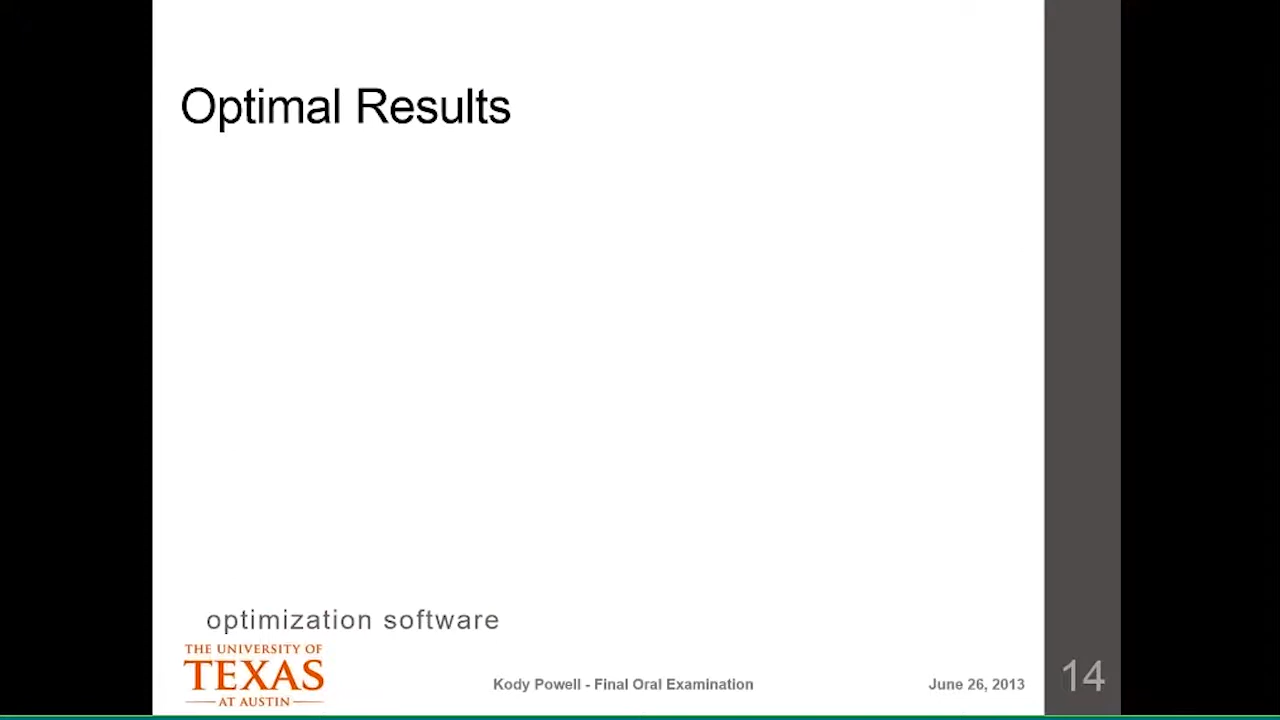 Optimal Results
optimization software
THE UNIVERSITY OF
TEXAS
AT AUSTIN
Kody Powell - Final Oral Examination
June 26, 2013
14